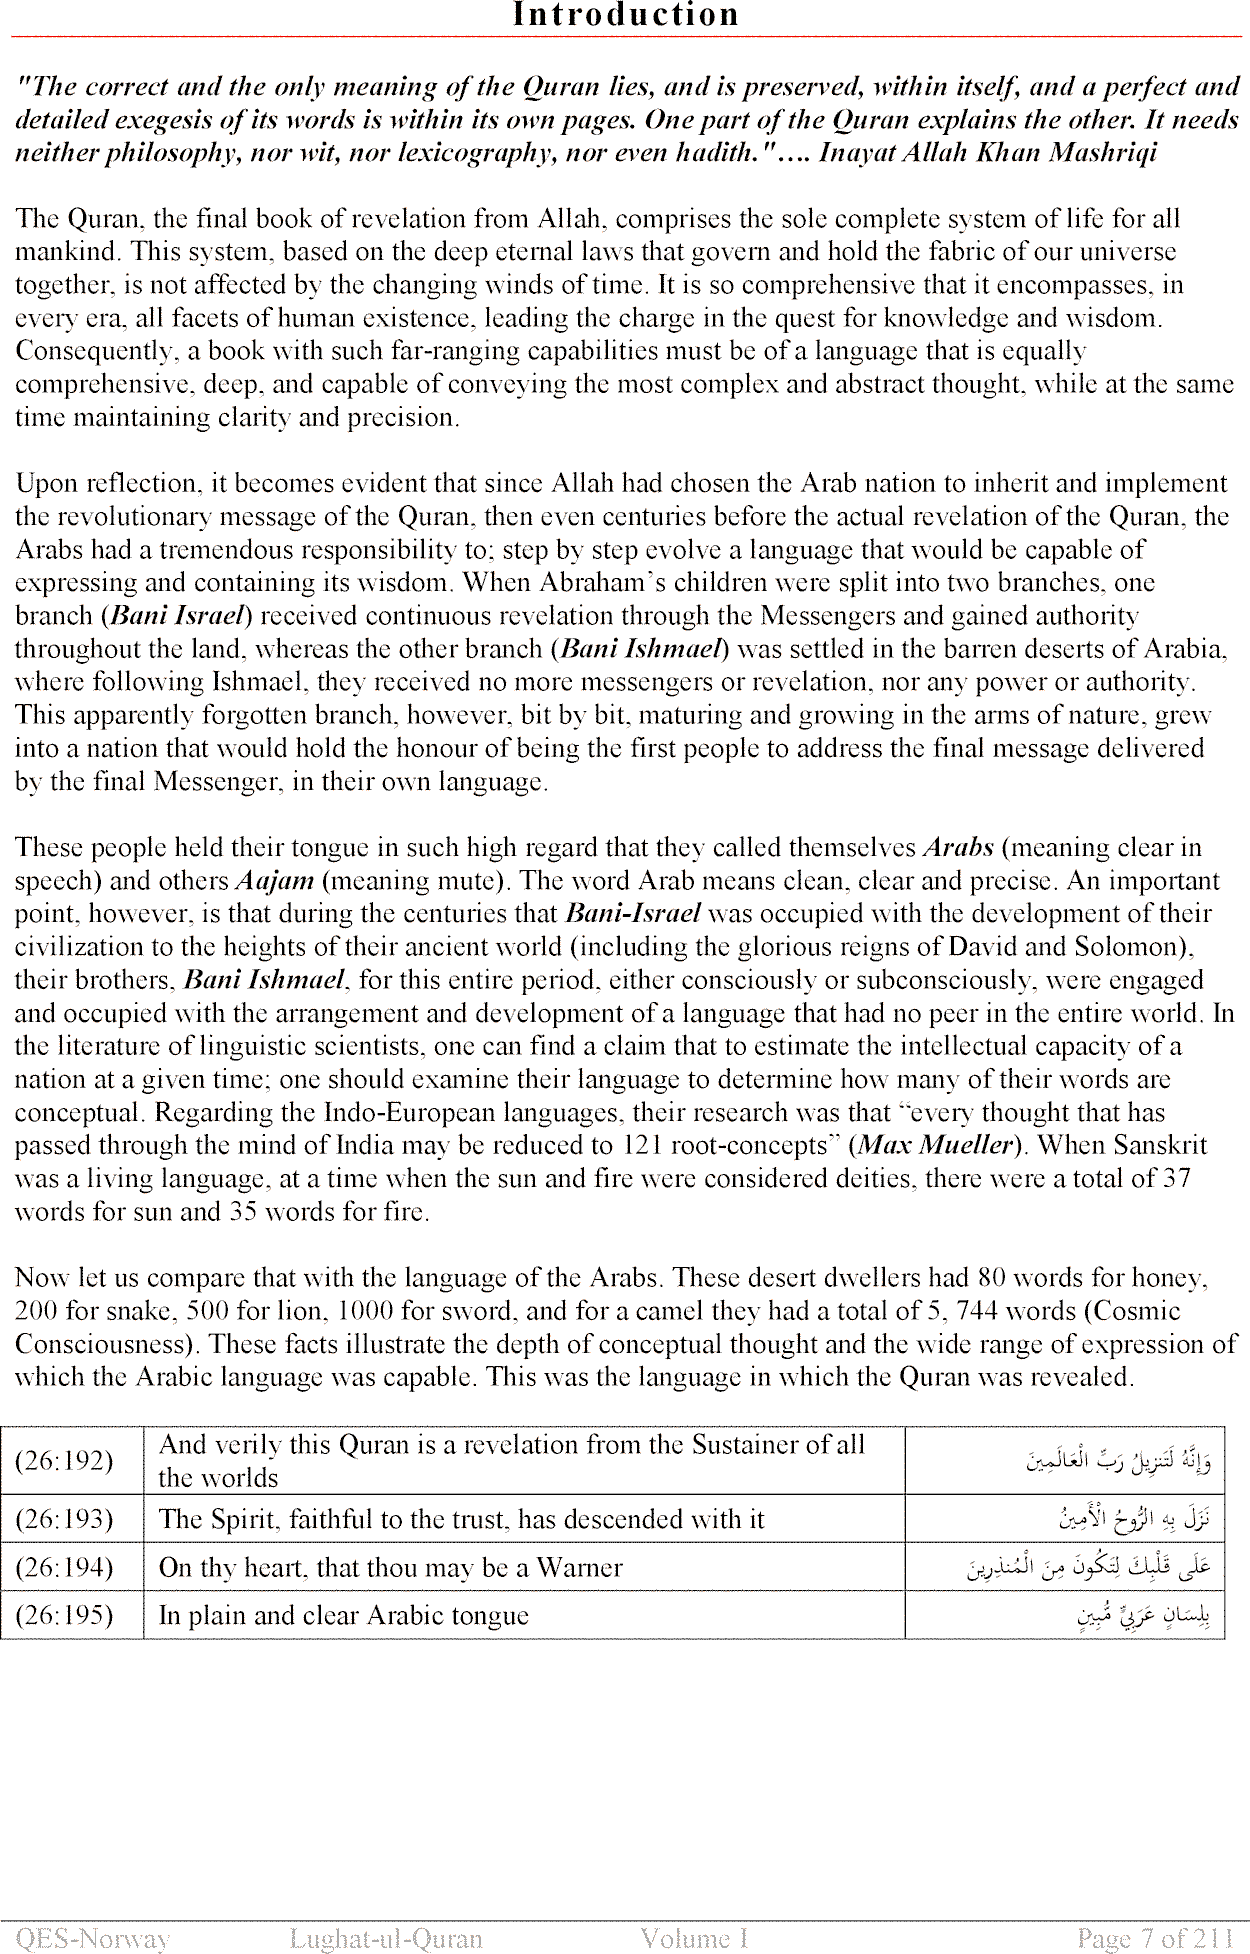 Introduction
"The correct and the only meaning of the Quran lies, and is preserved, within itself, and a perfect and
detailed exegesis of its words is within its own pages. One part of the Quran explains the other. It needs
neither philosophy, nor wit, nor lexicography, nor even hadith."…. Inayat Allah Khan Mashriqi
The Quran, the final book of revelation from Allah, comprises the sole complete system of life for all
mankind. This system, based on the deep eternal laws that govern and hold the fabric of our universe
together, is not affected by the changing winds of time. It is so comprehensive that it encompasses, in
every era, all facets of human existence, leading the charge in the quest for knowledge and wisdom.
Consequently, a book with such far-ranging capabilities must be of a language that is equally
comprehensive, deep, and capable of conveying the most complex and abstract thought, while at the same
time maintaining clarity and precision.
Upon reflection, it becomes evident that since Allah had chosen the Arab nation to inherit and implement
the revolutionary message of the Quran, then even centuries before the actual revelation of the Quran, the
Arabs had a tremendous responsibility to; step by step evolve a language that would be capable of
expressing and containing its wisdom. When Abraham's children were split into two branches, one
branch (Bani Israel) received continuous revelation through the Messengers and gained authority
throughout the land, whereas the other branch (Bani Ishmael) was settled in the barren deserts of Arabia,
where following Ishmael, they received no more messengers or revelation, nor any power or authority.
This apparently forgotten branch, however, bit by bit, maturing and growing in the arms of nature, grew
into a nation that would hold the honour of being the first people to address the final message delivered
by the final Messenger, in their own language.
These people held their tongue in such high regard that they called themselves Arabs (meaning clear in
speech) and others Aajam (meaning mute). The word Arab means clean, clear and precise. An important
point, however, is that during the centuries that Bani-Israel was occupied with the development of their
civilization to the heights of their ancient world (including the glorious reigns of David and Solomon),
their brothers, Bani Ishmael, for this entire period, either consciously or subconsciously, were engaged
and occupied with the arrangement and development of a language that had no peer in the entire world. In
the literature of linguistic scientists, one can find a claim that to estimate the intellectual capacity of a
nation at a given time; one should examine their language to determine how many of their words are
conceptual. Regarding the Indo-European languages, their research was that "every thought that has
passed through the mind of India may be reduced to 121 root-concepts" (Max Mueller). When Sanskrit
was a living language, at a time when the sun and fire were considered deities, there were a total of 37
words for sun and 35 words for fire.
Now let us compare that with the language of the Arabs. These desert dwellers had 80 words for honey,
200 for snake, 500 for lion, 1000 for sword, and for a camel they had a total of 5, 744 words (Cosmic
Consciousness). These facts illustrate the depth of conceptual thought and the wide range of expression of
which the Arabic language was capable. This was the language in which the Quran was revealed.
(26:192) And verily this Quran is a revelation from the Sustainer of all
the worlds وَإِنَّهُ لَتَنزِيلُ رَبِّ الْعَالَمِينَ
(26:193) The Spirit, faithful to the trust, has descended with it نَزَلَ بِهِ الرُّوحُ الْأَمِينُ
(26:194) On thy heart, that thou may be a Warner عَلَى قَلْبِكَ لِتَكُونَ مِنَ الْمُنذِرِينَ
(26:195) In plain and clear Arabic tongue بِلِسَانٍ عَرَبِيٍّ مُّبِينٍ
QES-Norway Lughat-ul-Quran Volume I Page 7 of 211